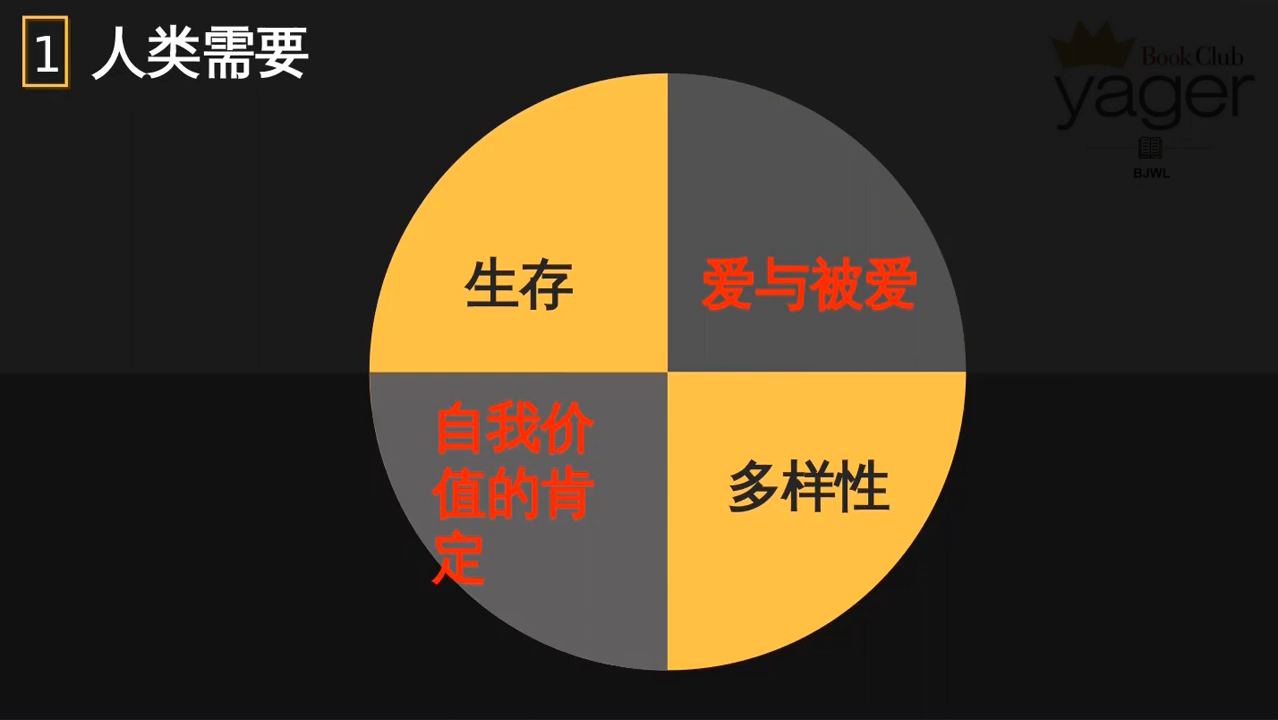 1 人类需要
Book Club
yager
BJWL
生存
爱与被爱
自我价
值的肯
定
多样性